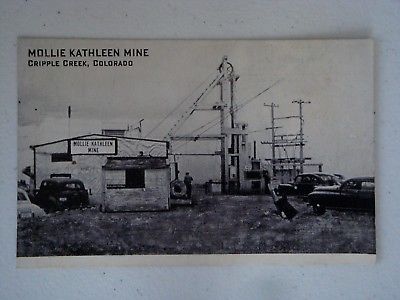 MOLLIE KATHLEEN MINE
CRIPPLE CREEK, COLORADO
MOLLIE KATHLEEN
MINE